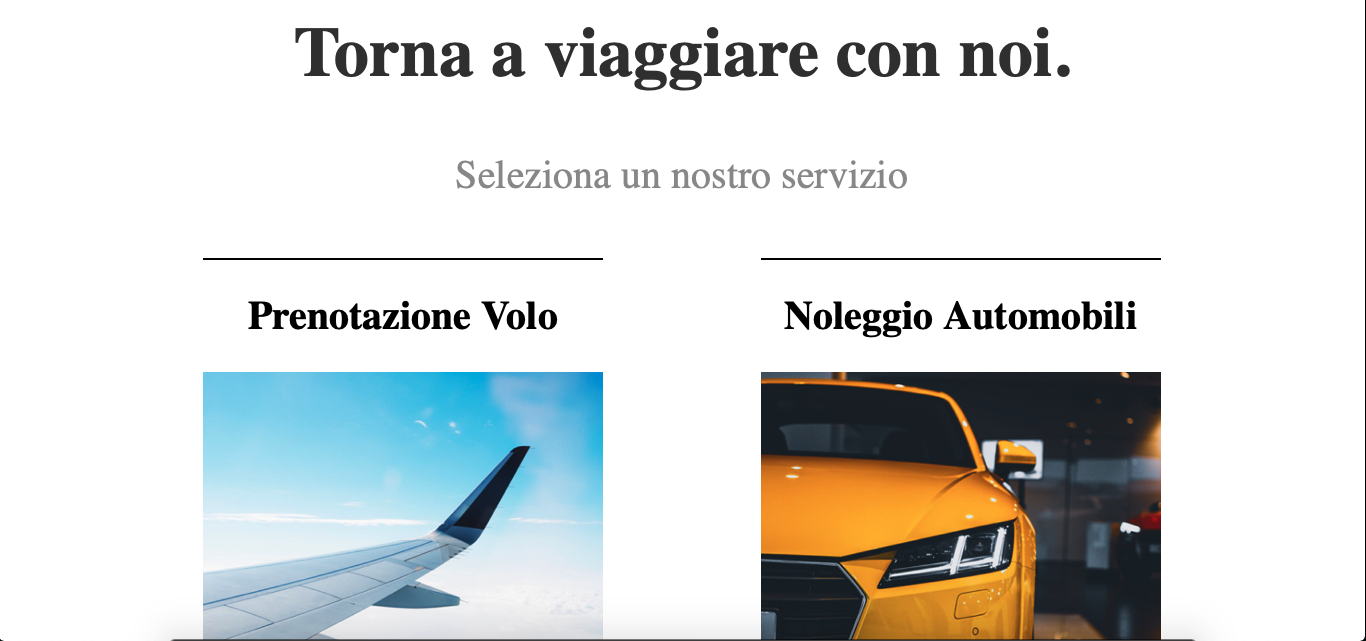 Torna a viaggiare con noi.
Seleziona un nostro servizio
Prenotazione Volo
Noleggio Automobili